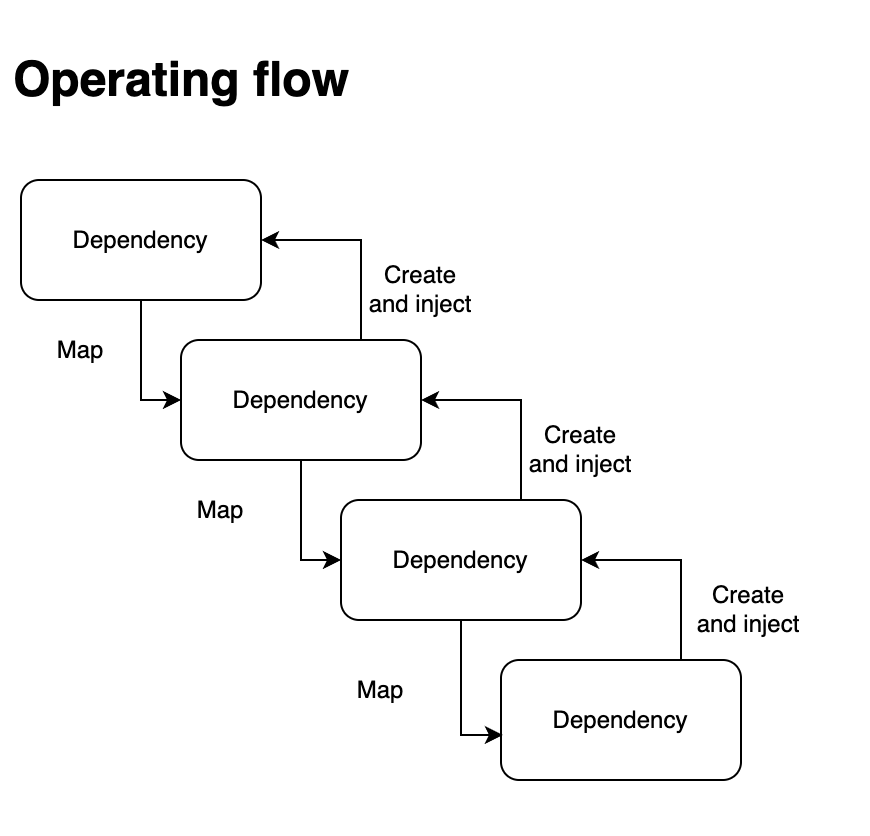 Operating flow
Dependency
Create
and inject
Map
Dependency
Create
and inject
Map
Dependency
Create
and inject
Map
Dependency